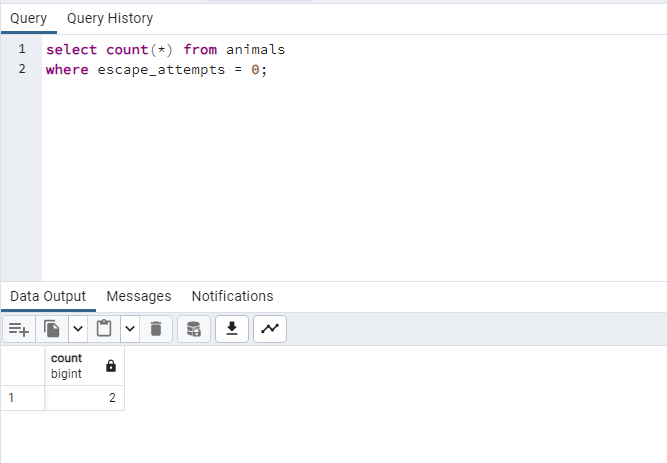 Query Query History
1 select count(*) from animals
2 where escape_attempts = 0;
Data Output Messages Notifications
count
bigint
1 2